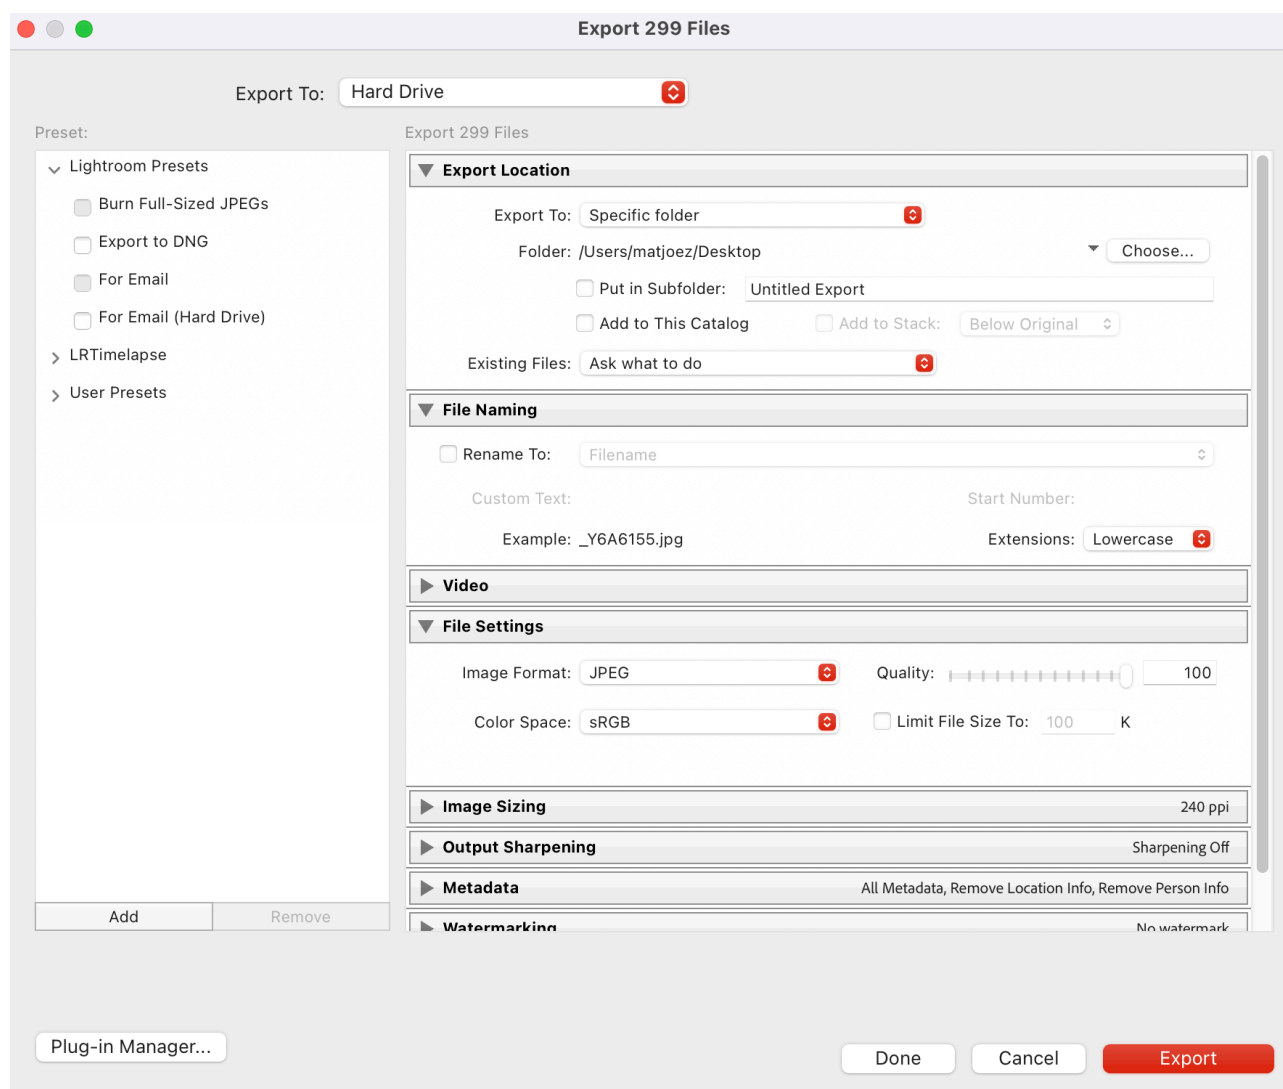 Export 299 Files
Export To: Hard Drive
Preset:
Lightroom Presets
Burn Full-Sized JPEGs
Export to DNG
For Email
For Email (Hard Drive)
LRTimelapse
User Presets
Add Remove
Export 299 Files
Export Location
Export To: Specific folder
Folder: /Users/matjoez/Desktop Choose...
Put in Subfolder: Untitled Export
Add to This Catalog Add to Stack: Below Original
Existing Files: Ask what to do
File Naming
Rename To: Filename
Custom Text: Start Number:
Example: _Y6A6155.jpg Extensions: Lowercase
Video
File Settings
Image Format: JPEG Quality: 100
Color Space: sRGB Limit File Size To: 100 K
Image Sizing 240 ppi
Output Sharpening Sharpening Off
Metadata All Metadata, Remove Location Info, Remove Person Info
Watermarking No watermark
Plug-in Manager...
Done Cancel Export